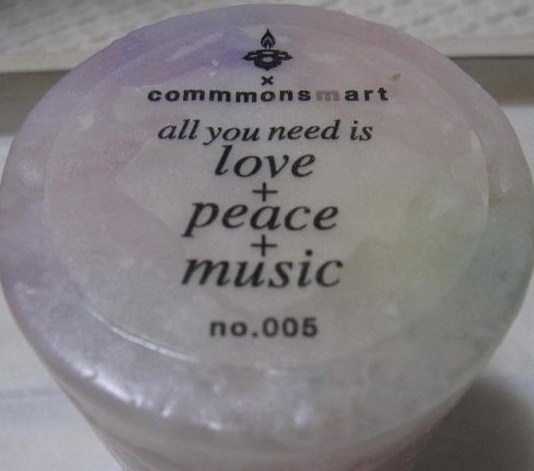 ×
commmonsmart
all you need is
love
+
peace
+
music
no.005